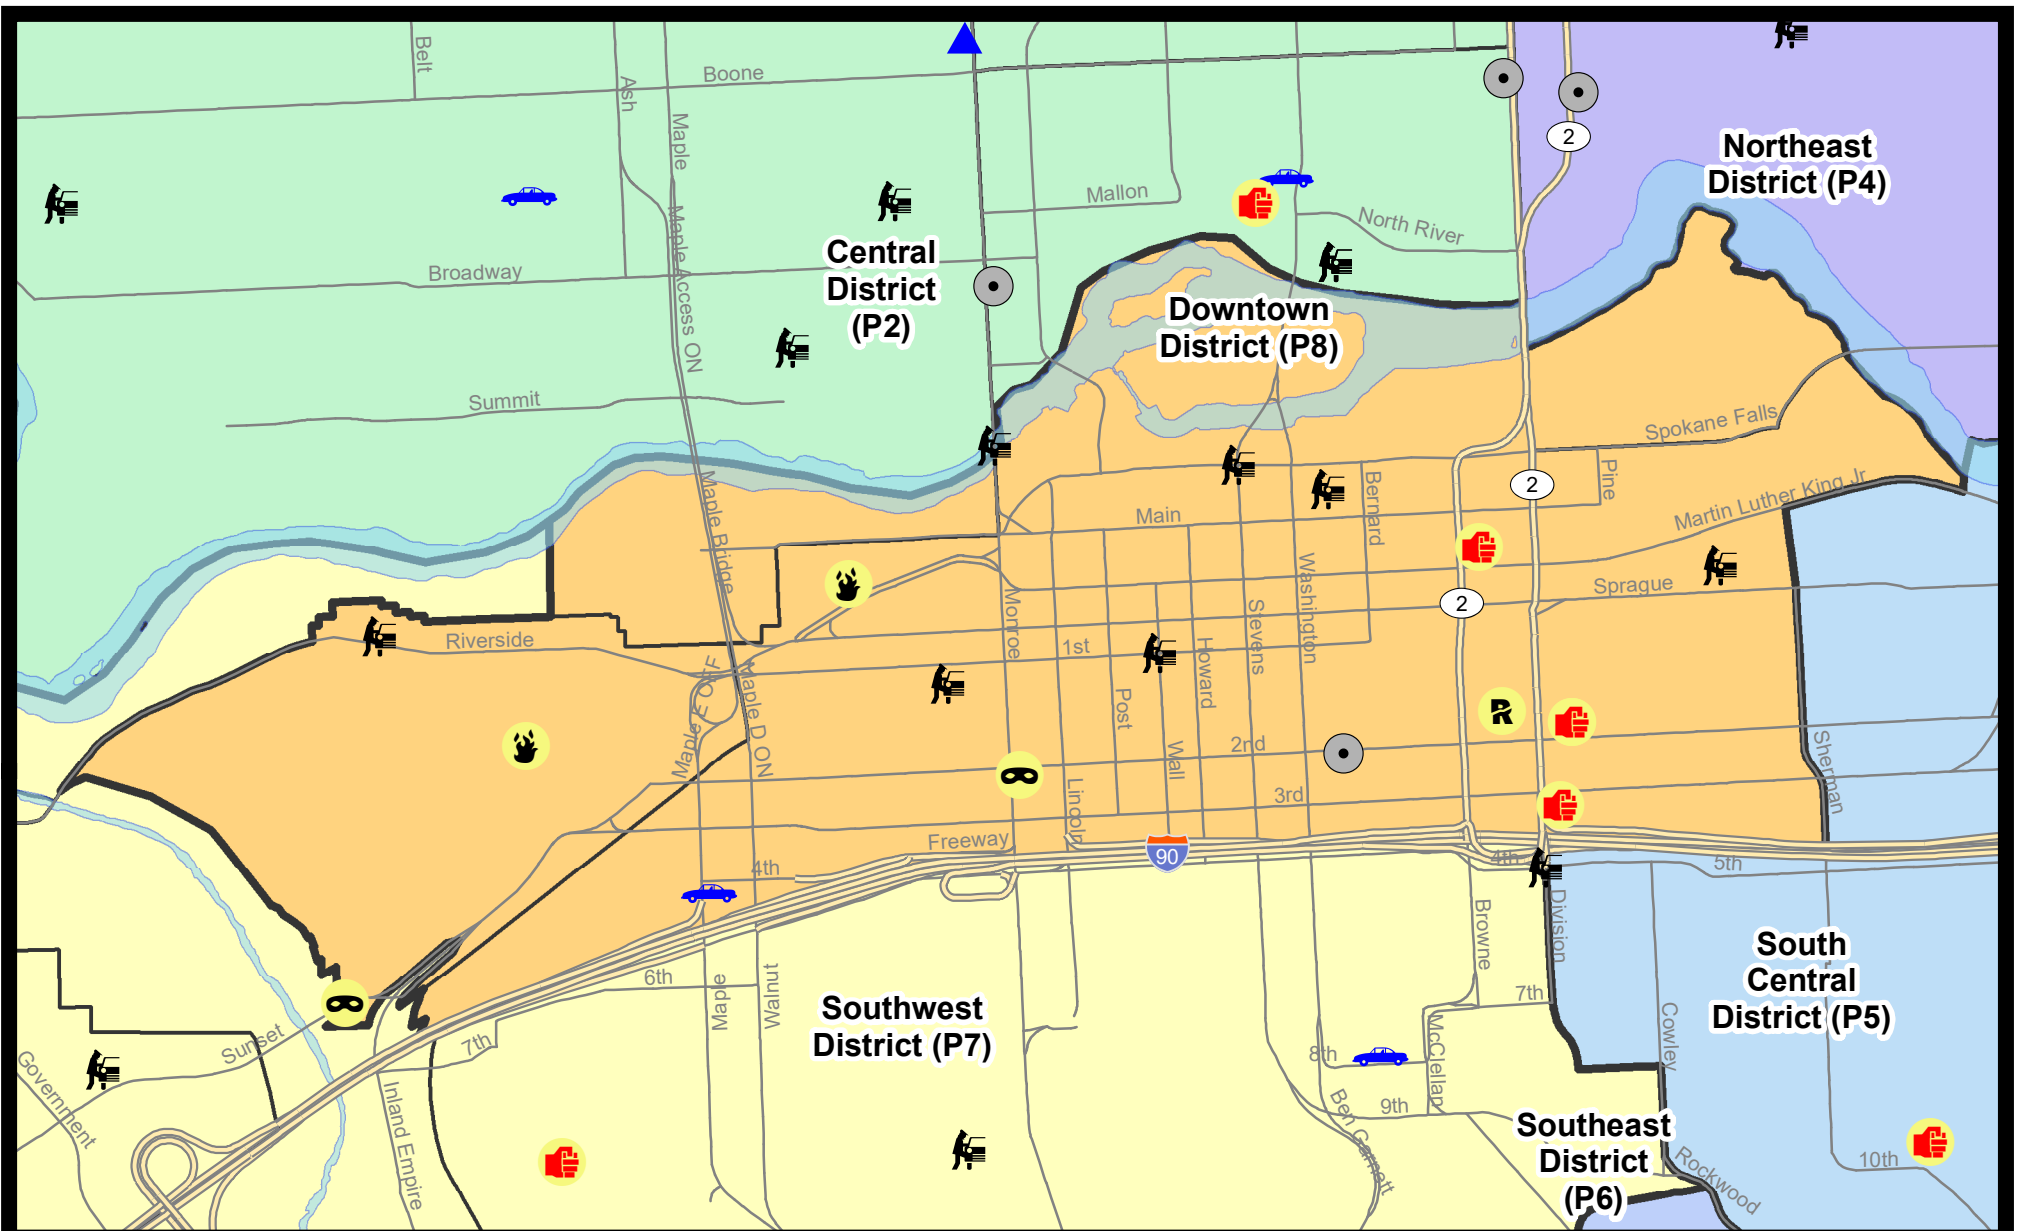 Belt
Ash
Maple
Boone
2
Northeast
District (P4)
Mallon
North River
Maple Access ON
Central
District
(P2)
Broadway
Downtown
District (P8)
Summit
Spokane Falls
Pine
2
Martin Luther King Jr
Maple Bridge
Main
Bernard
Washington
Sprague
2
Monroe
Stevens
Riverside
1st
Howard
Maple E OFF
Maple D ON
Post
Wall
2nd
Sherman
Lincoln
3rd
Freeway
90
4th
4th
5th
Division
Browne
South
Central
District (P5)
6th
Maple
Walnut
Southwest
District (P7)
7th
7th
Sunset
Government
Inland Empire
McClellan
Cowley
8th
9th
Ben Garnett
Southeast
District
(P6)
Rockwood
10th